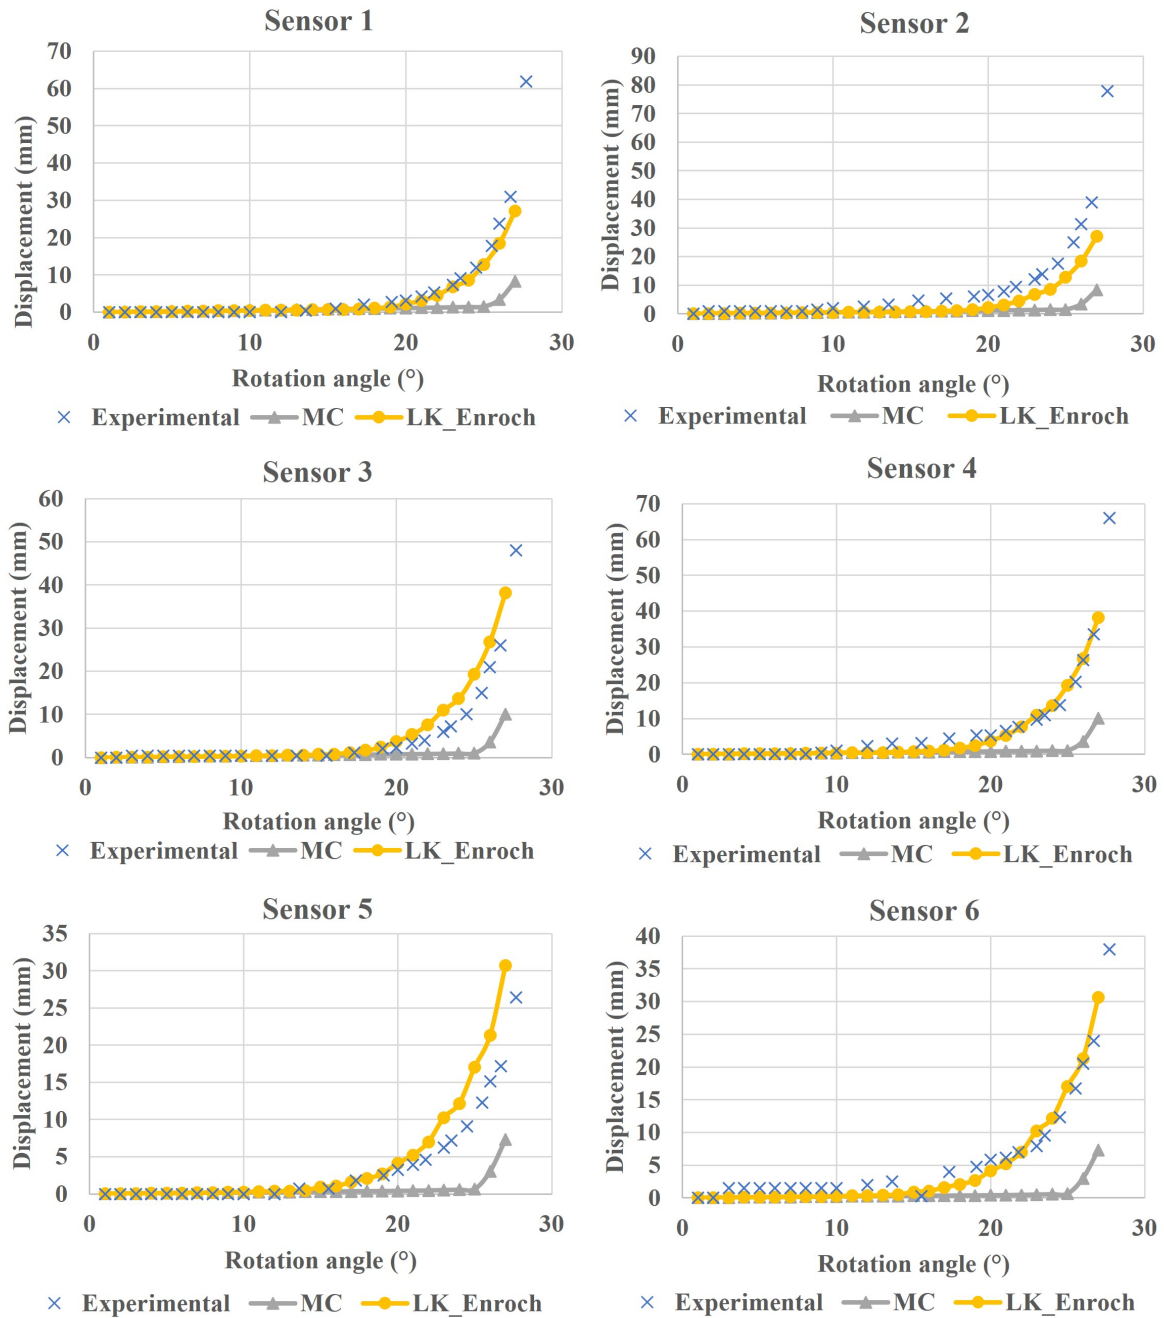 Sensor 1
Displacement (mm)
70
60
50
40
30
20
10
0
0 10 20 30
Rotation angle (°)
Experimental MC LK_Enroch
Sensor 2
Displacement (mm)
90
80
70
60
50
40
30
20
10
0
0 10 20 30
Rotation angle (°)
Experimental MC LK_Enroch
Sensor 3
Displacement (mm)
60
50
40
30
20
10
0
0 10 20 30
Rotation angle (°)
Experimental MC LK_Enroch
Sensor 4
Displacement (mm)
70
60
50
40
30
20
10
0
0 10 20 30
Rotation angle (°)
Experimental MC LK_Enroch
Sensor 5
Displacement (mm)
35
30
25
20
15
10
5
0
0 10 20 30
Rotation angle (°)
Experimental MC LK_Enroch
Sensor 6
Displacement (mm)
40
35
30
25
20
15
10
5
0
0 10 20 30
Rotation angle (°)
Experimental MC LK_Enroch